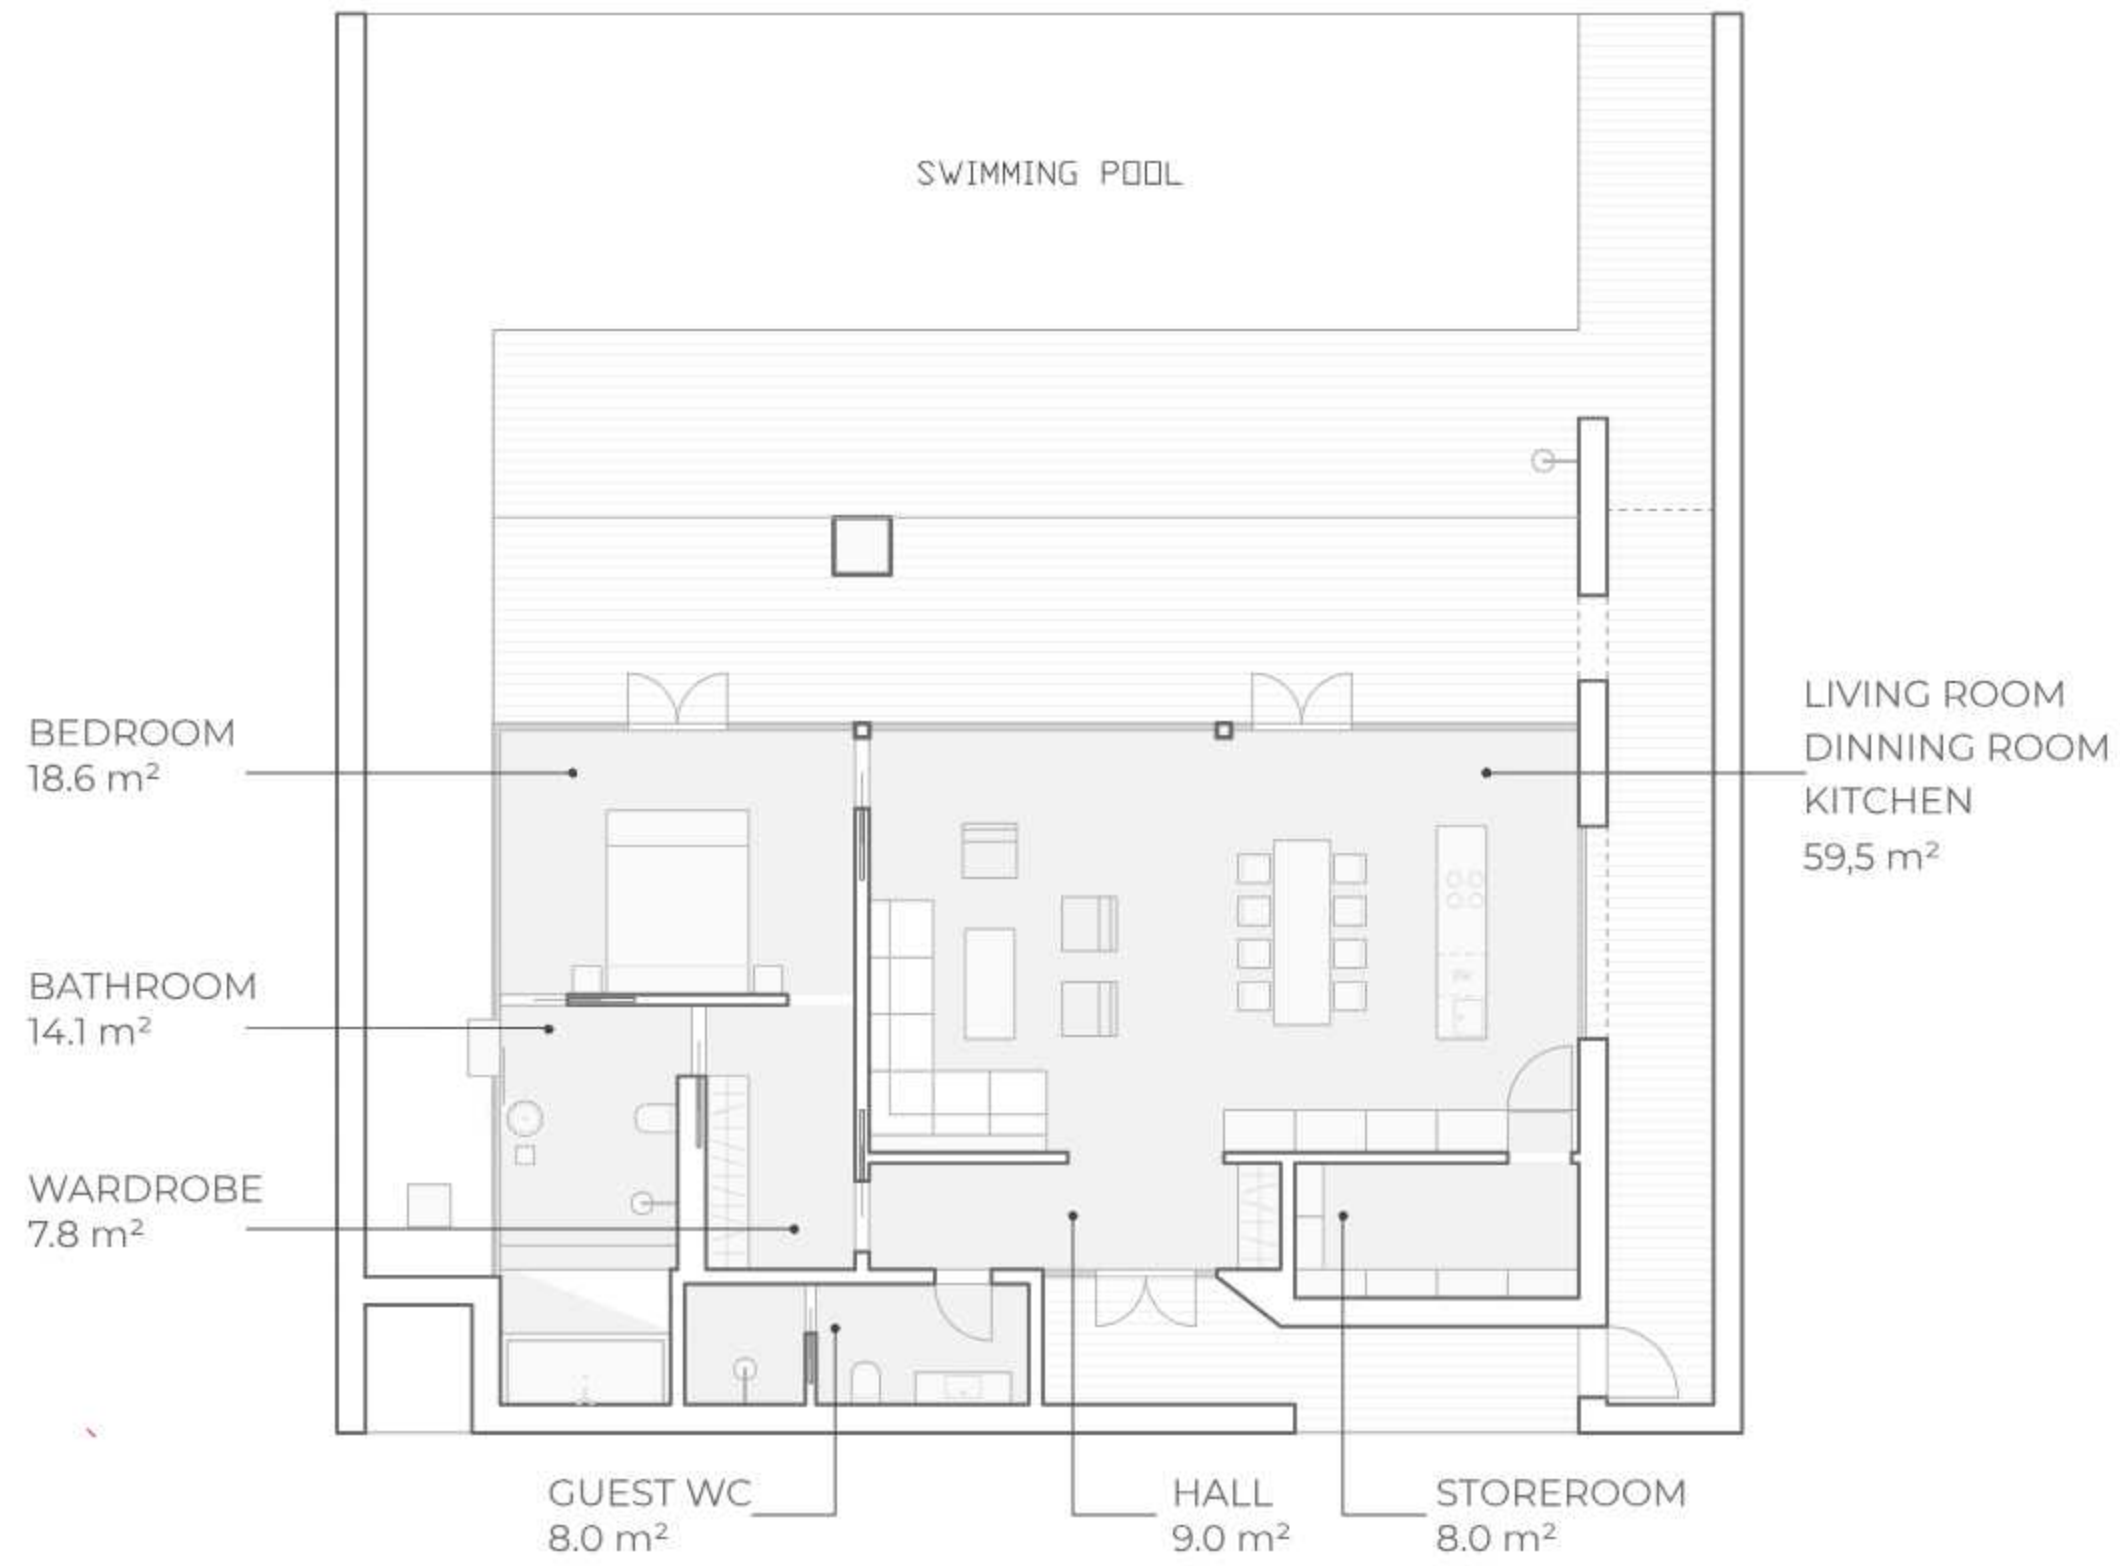 SWIMMING POOL
LIVING ROOM
DINNING ROOM
KITCHEN
59,5 m²
BEDROOM
18.6 m²
BATHROOM
14.1 m²
WARDROBE
7.8 m²
GUEST WC
8.0 m²
HALL
9.0 m²
STOREROOM
8.0 m²